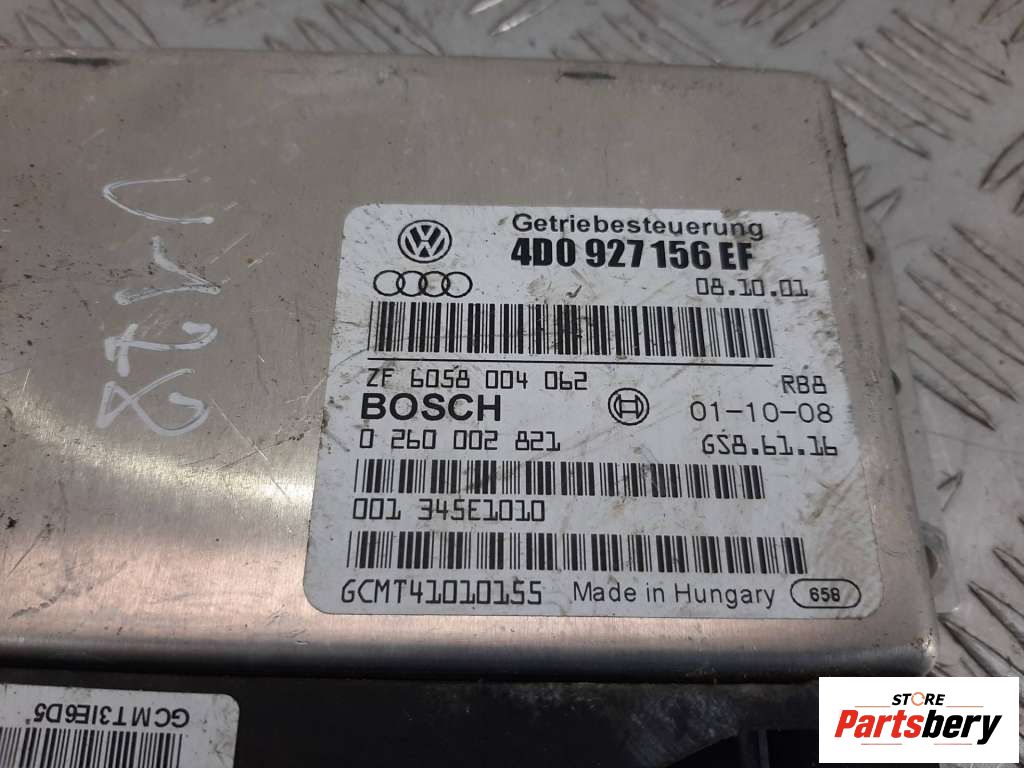 Getriebesteuerung
4D0 927 156 EF
08.10.01
ZF 6058 004 062 RB8
BOSCH 01-10-08
0 260 002 821 GS8.61.16
001 345E1010
GCMT41010155 Made in Hungary 658
GCMT31E6D5
STORE
Partsbery